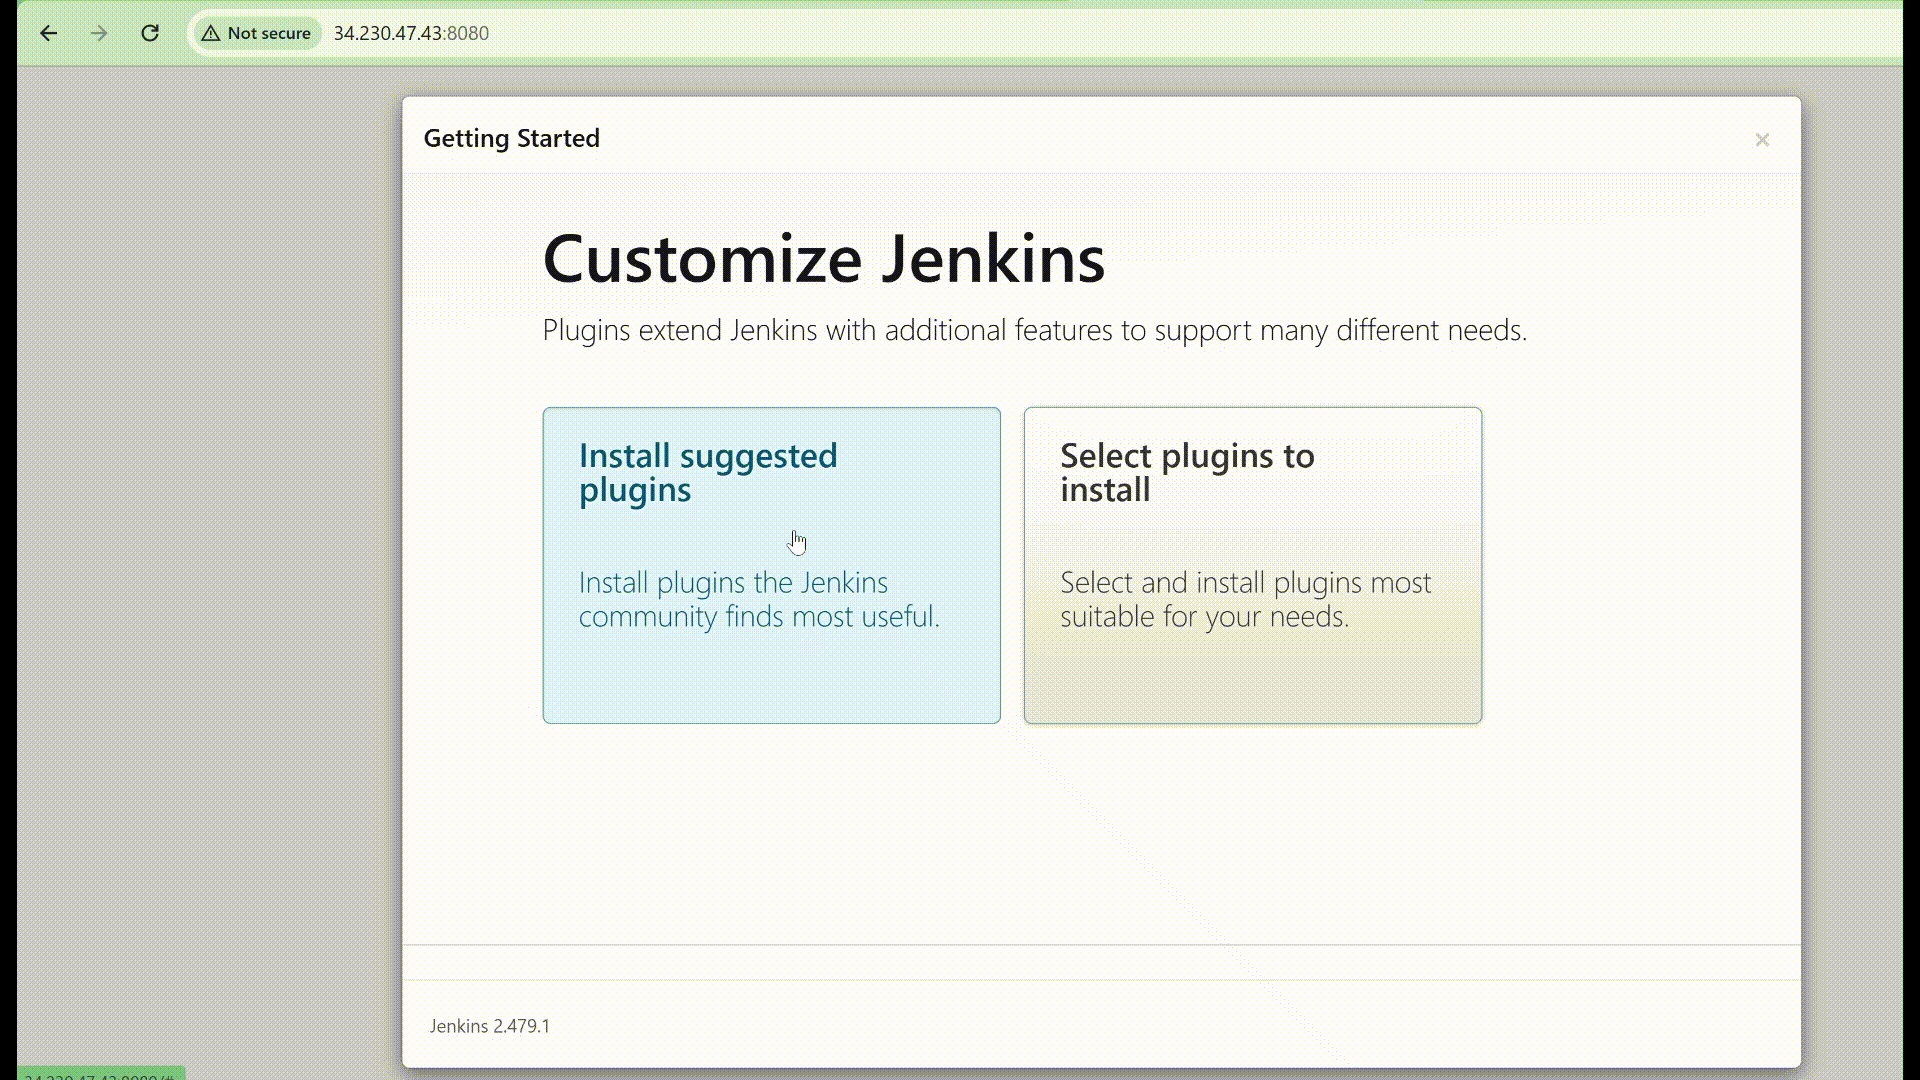 Not secure 34.230.47.43:8080
Getting Started
×
Customize Jenkins
Plugins extend Jenkins with additional features to support many different needs.
Install suggested
plugins
Install plugins the Jenkins
community finds most useful.
Select plugins to
install
Select and install plugins most
suitable for your needs.
Jenkins 2.479.1